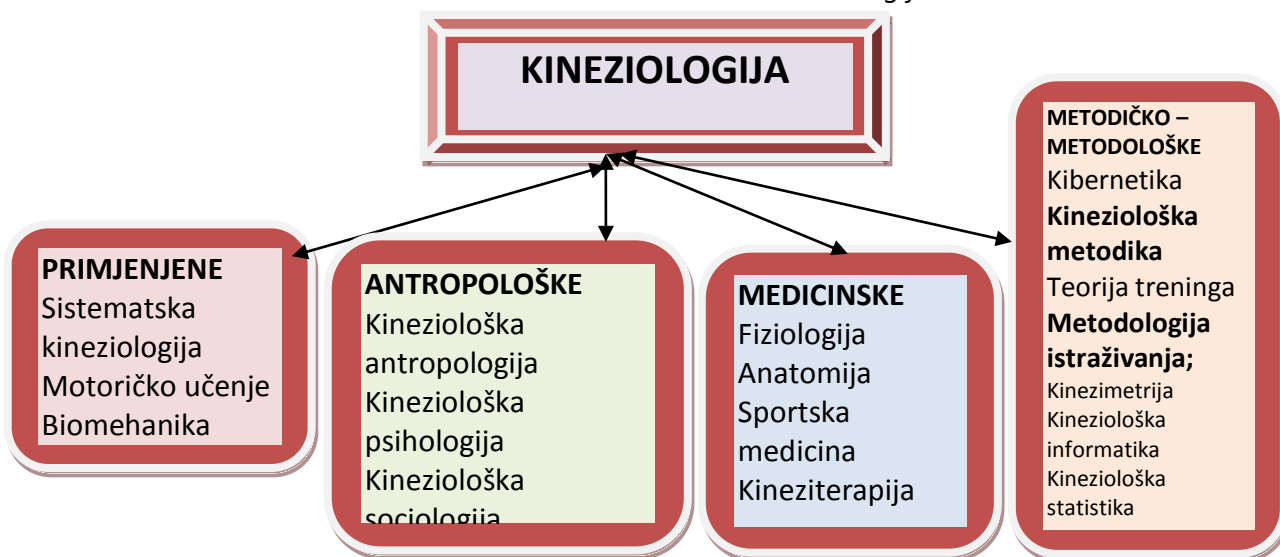 KINEZIOLOGIJA
PRIMJENJENE
Sistematska
kineziologija
Motoričko učenje
Biomehanika
ANTROPOLOŠKE
Kineziološka
antropologija
Kineziološka
psihologija
Kineziološka
sociologija
MEDICINSKE
Fiziologija
Anatomija
Sportska
medicina
Kineziterapija
METODIČKO –
METODOLOŠKE
Kibernetika
Kineziološka
metodika
Teorija treninga
Metodologija
istraživanja;
Kinezimetrija
Kineziološka
informatika
Kineziološka
statistika